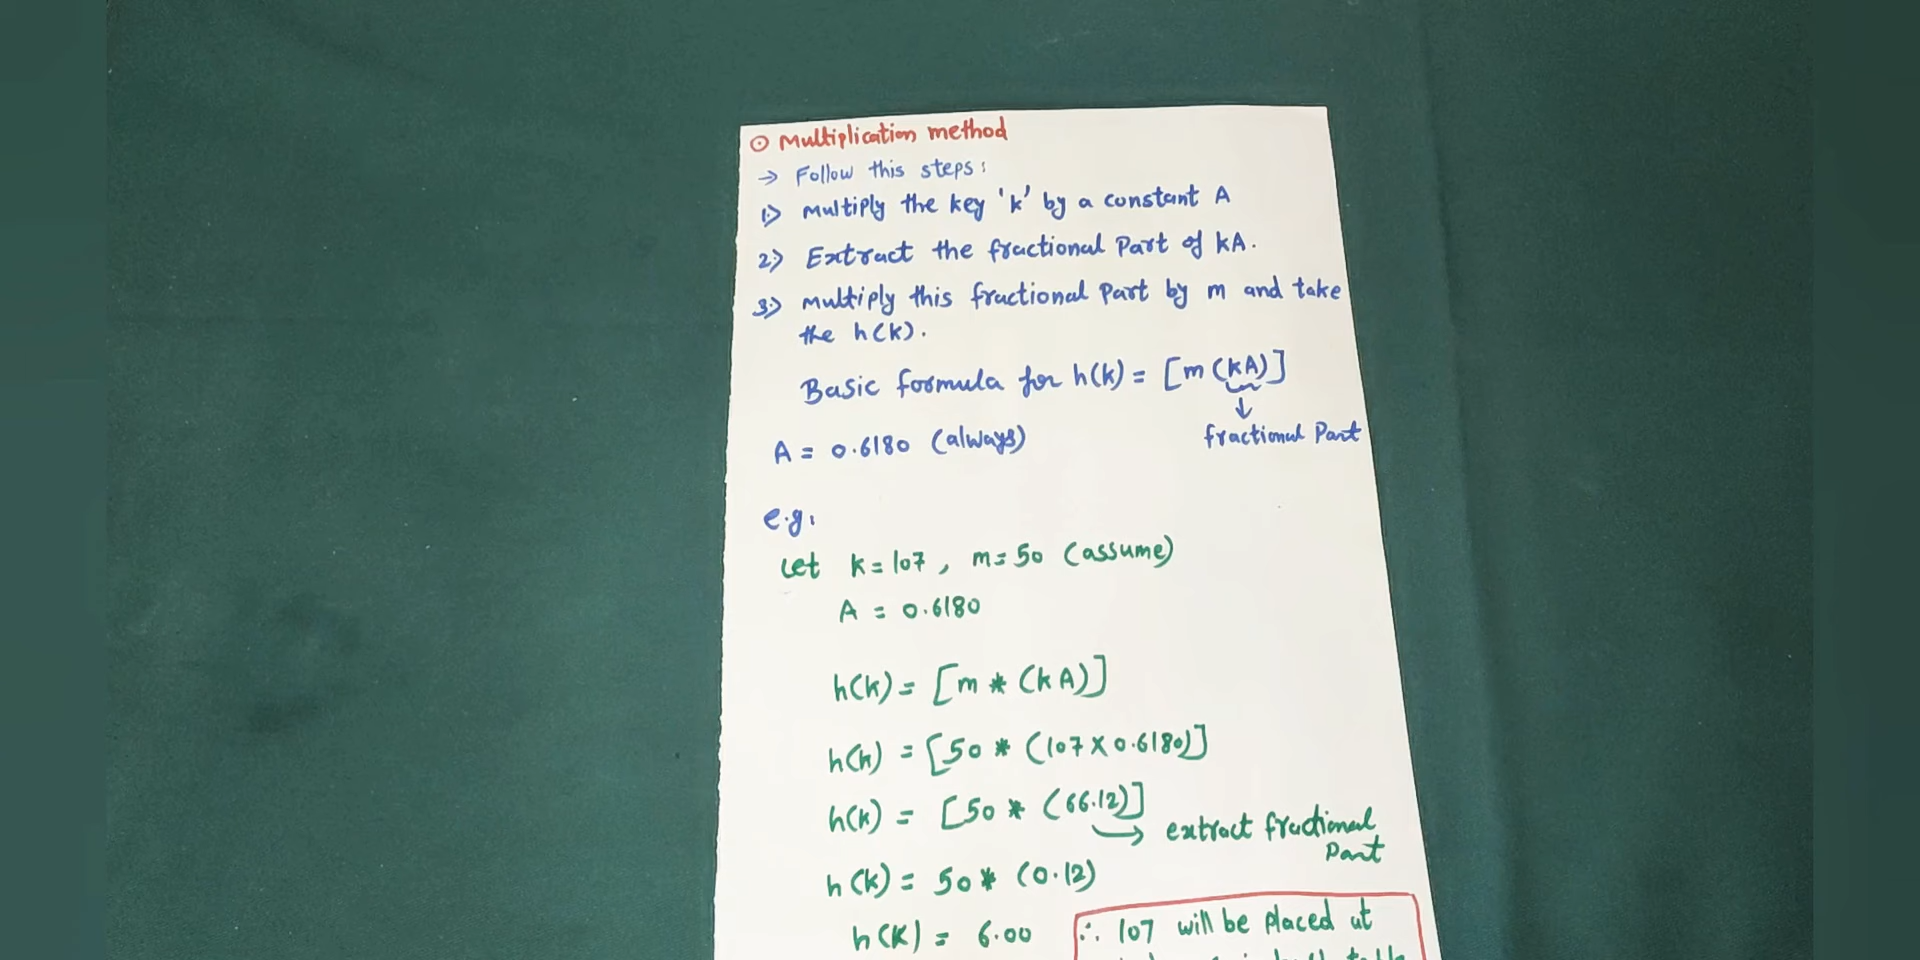 ⊙ Multiplication method
→ Follow this steps:
1> Multiply the key 'k' by a constant A
2> Extract the fractional Part of kA.
3> Multiply this fractional Part by m and take
the h(k).
Basic formula for h(k) = [m (kA)]
↓
fractional Part
A = 0.6180 (always)
e.g.
Let k=107, m=50 (assume)
A = 0.6180
h(k) = [m * (kA)]
h(k) = [50 * (107 X 0.6180)]
h(k) = [50 * (66.12)]
→ extract fractional
Part
h(k) = 50 * (0.12)
h(k) = 6.00
∴ 107 will be placed at